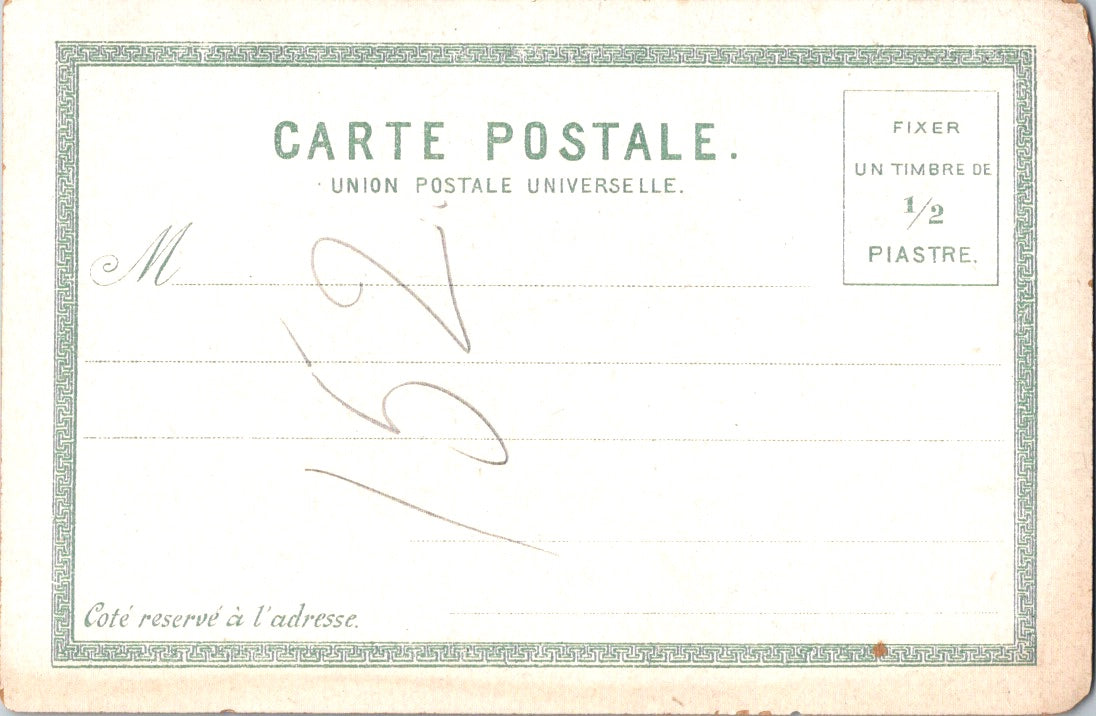 CARTE POSTALE.
UNION POSTALE UNIVERSELLE.
FIXER
UN TIMBRE DE
1/2
PIASTRE.
M
152
Coté reservé à l'adresse.